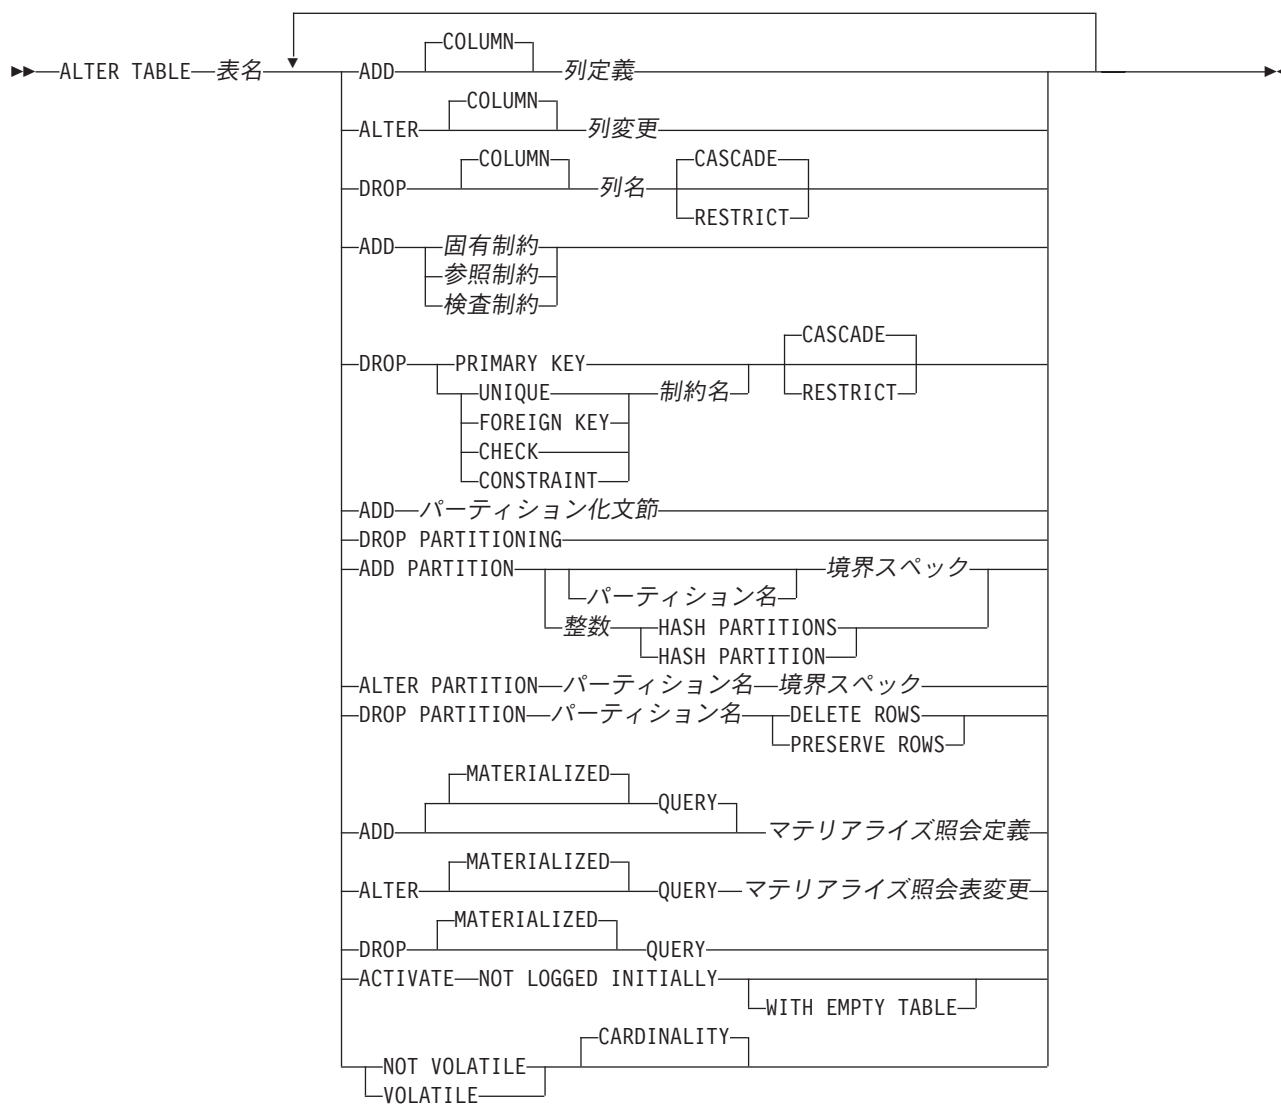 COLUMN
ALTER TABLE 表名 ADD 列定義
COLUMN
ALTER 列変更
COLUMN CASCADE
DROP 列名
RESTRICT
ADD 固有制約
参照制約
検査制約
CASCADE
DROP PRIMARY KEY
UNIQUE 制約名 RESTRICT
FOREIGN KEY
CHECK
CONSTRAINT
ADD パーティション化文節
DROP PARTITIONING
ADD PARTITION 境界スペック
パーティション名
整数 HASH PARTITIONS
HASH PARTITION
ALTER PARTITION パーティション名 境界スペック
DROP PARTITION パーティション名 DELETE ROWS
PRESERVE ROWS
MATERIALIZED
QUERY
ADD マテリアライズ照会定義
MATERIALIZED
ALTER QUERY マテリアライズ照会表変更
MATERIALIZED
DROP QUERY
ACTIVATE NOT LOGGED INITIALLY
WITH EMPTY TABLE
CARDINALITY
NOT VOLATILE
VOLATILE